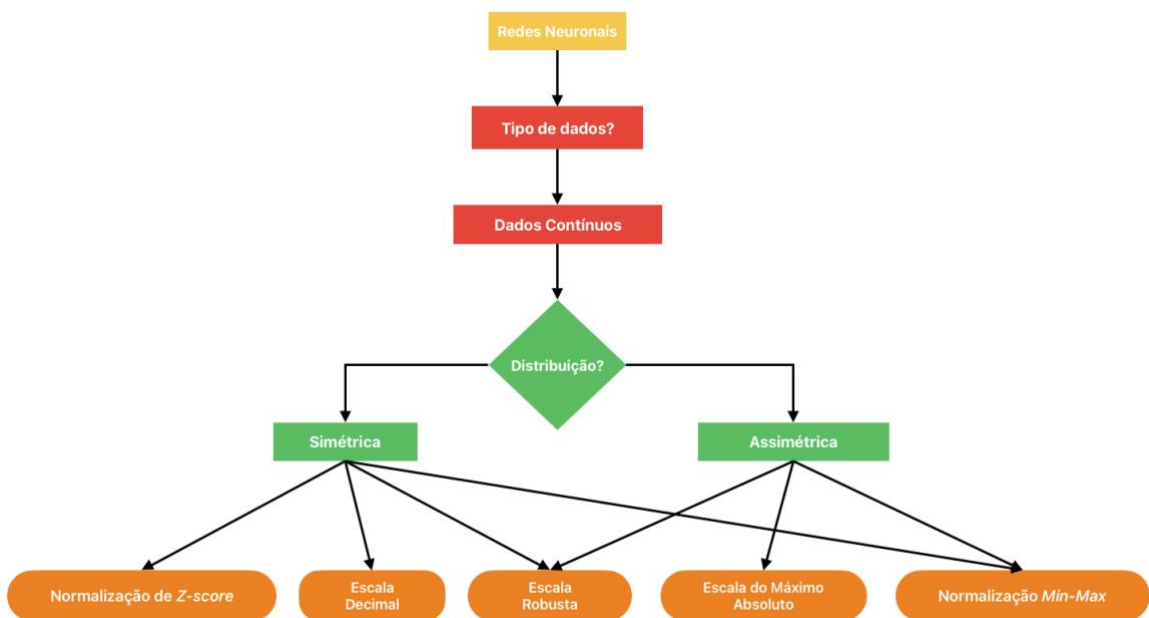 Redes Neuronais
Tipo de dados?
Dados Contínuos
Distribuição?
Simétrica
Assimétrica
Normalização de Z-score
Escala
Decimal
Escala
Robusta
Escala do Máximo
Absoluto
Normalização Min-Max